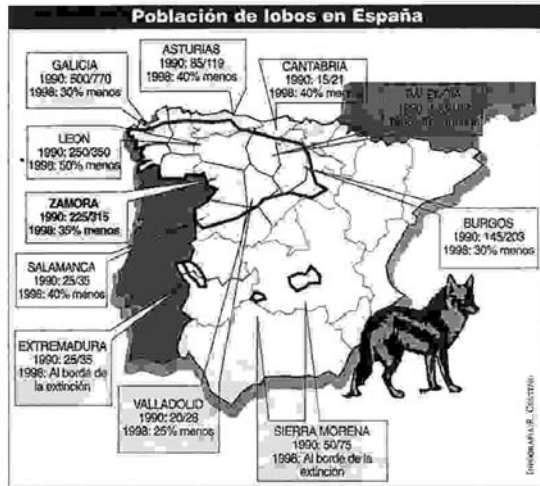 Población de lobos en España
GALICIA
1990: 500/770
1998: 30% menos
ASTURIAS
1990: 85/119
1998: 40% menos
CANTABRIA
1990: 15/21
1998: 40%
LEON
1990: 250/350
1998: 50% menos
ZAMORA
1990: 225/315
1998: 35% menos
SALAMANCA
1990: 25/35
1998: 40% menos
EXTREMADURA
1990: 25/35
1998: Al borde de
la extinción
VALLADOLID
1990: 20/28
1998: 25% menos
SIERRA MORENA
1990: 50/75
1998: Al borde de la
extinción
BURGOS
1990: 145/203
1998: 30% menos